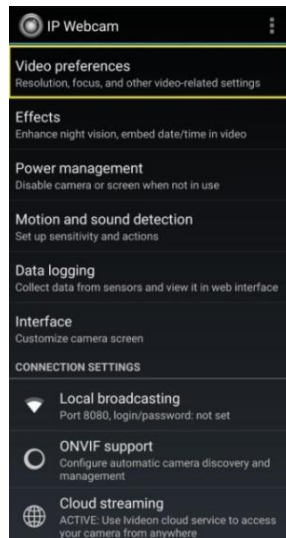 IP Webcam
Video preferences
Resolution, focus, and other video-related settings
Effects
Enhance night vision, embed date/time in video
Power management
Disable camera or screen when not in use
Motion and sound detection
Set up sensitivity and actions
Data logging
Collect data from sensors and view it in web interface
Interface
Customize camera screen
CONNECTION SETTINGS
Local broadcasting
Port 8080, login/password: not set
ONVIF support
Configure automatic camera discovery and
management
Cloud streaming
ACTIVE: Use Ivideon cloud service to access
your camera from anywhere